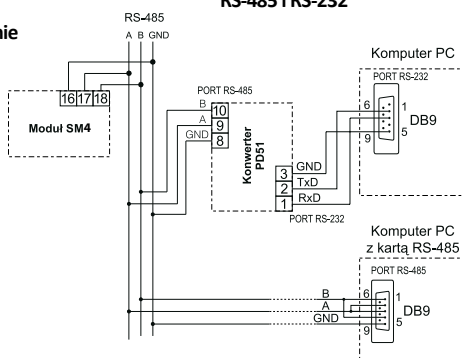 RS-485 i RS-232
nie
RS-485
A B GND
16 17 18
Moduł SM4
PORT RS-485
B 10
A 9
GND 8
Konwerter
PD51
3 GND
2 TxD
1 RxD
PORT RS-232
Komputer PC
PORT RS-232
6 1
DB9
9 5
Komputer PC
z kartą RS-485
PORT RS-485
B 6 1
A DB9
GND 9 5